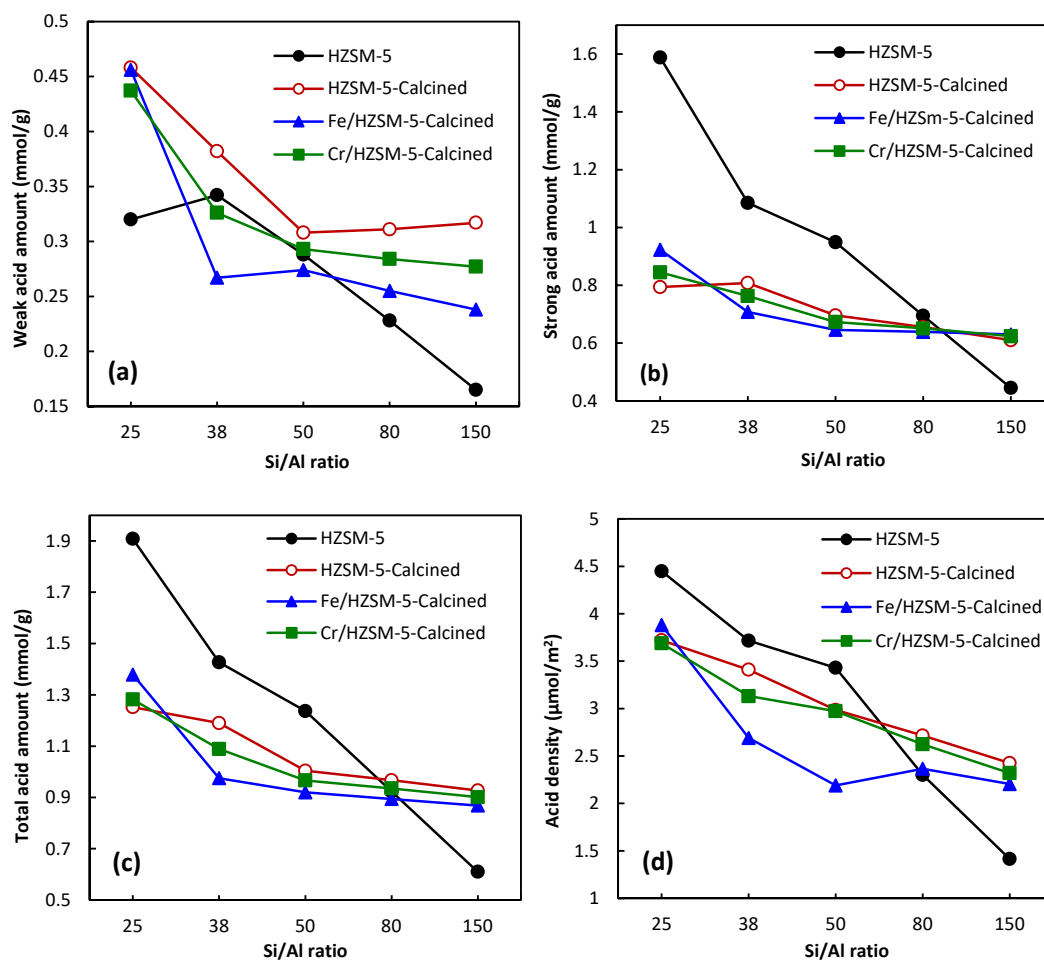 0.5
0.45
0.4
0.35
0.3
0.25
0.2
0.15
Weak acid amount (mmol/g)
HZSM-5
HZSM-5-Calcined
Fe/HZSM-5-Calcined
Cr/HZSM-5-Calcined
(a)
25 38 50 80 150
Si/Al ratio
1.6
1.4
1.2
1
0.8
0.6
0.4
Strong acid amount (mmol/g)
HZSM-5
HZSM-5-Calcined
Fe/HZSm-5-Calcined
Cr/HZSM-5-Calcined
(b)
25 38 50 80 150
Si/Al ratio
1.9
1.7
1.5
1.3
1.1
0.9
0.7
0.5
Total acid amount (mmol/g)
HZSM-5
HZSM-5-Calcined
Fe/HZSM-5-Calcined
Cr/HZSM-5-Calcined
(c)
25 38 50 80 150
Si/Al ratio
5
4.5
4
3.5
3
2.5
2
1.5
1
Acid density (µmol/m²)
HZSM-5
HZSM-5-Calcined
Fe/HZSM-5-Calcined
Cr/HZSM-5-Calcined
(d)
25 38 50 80 150
Si/Al ratio